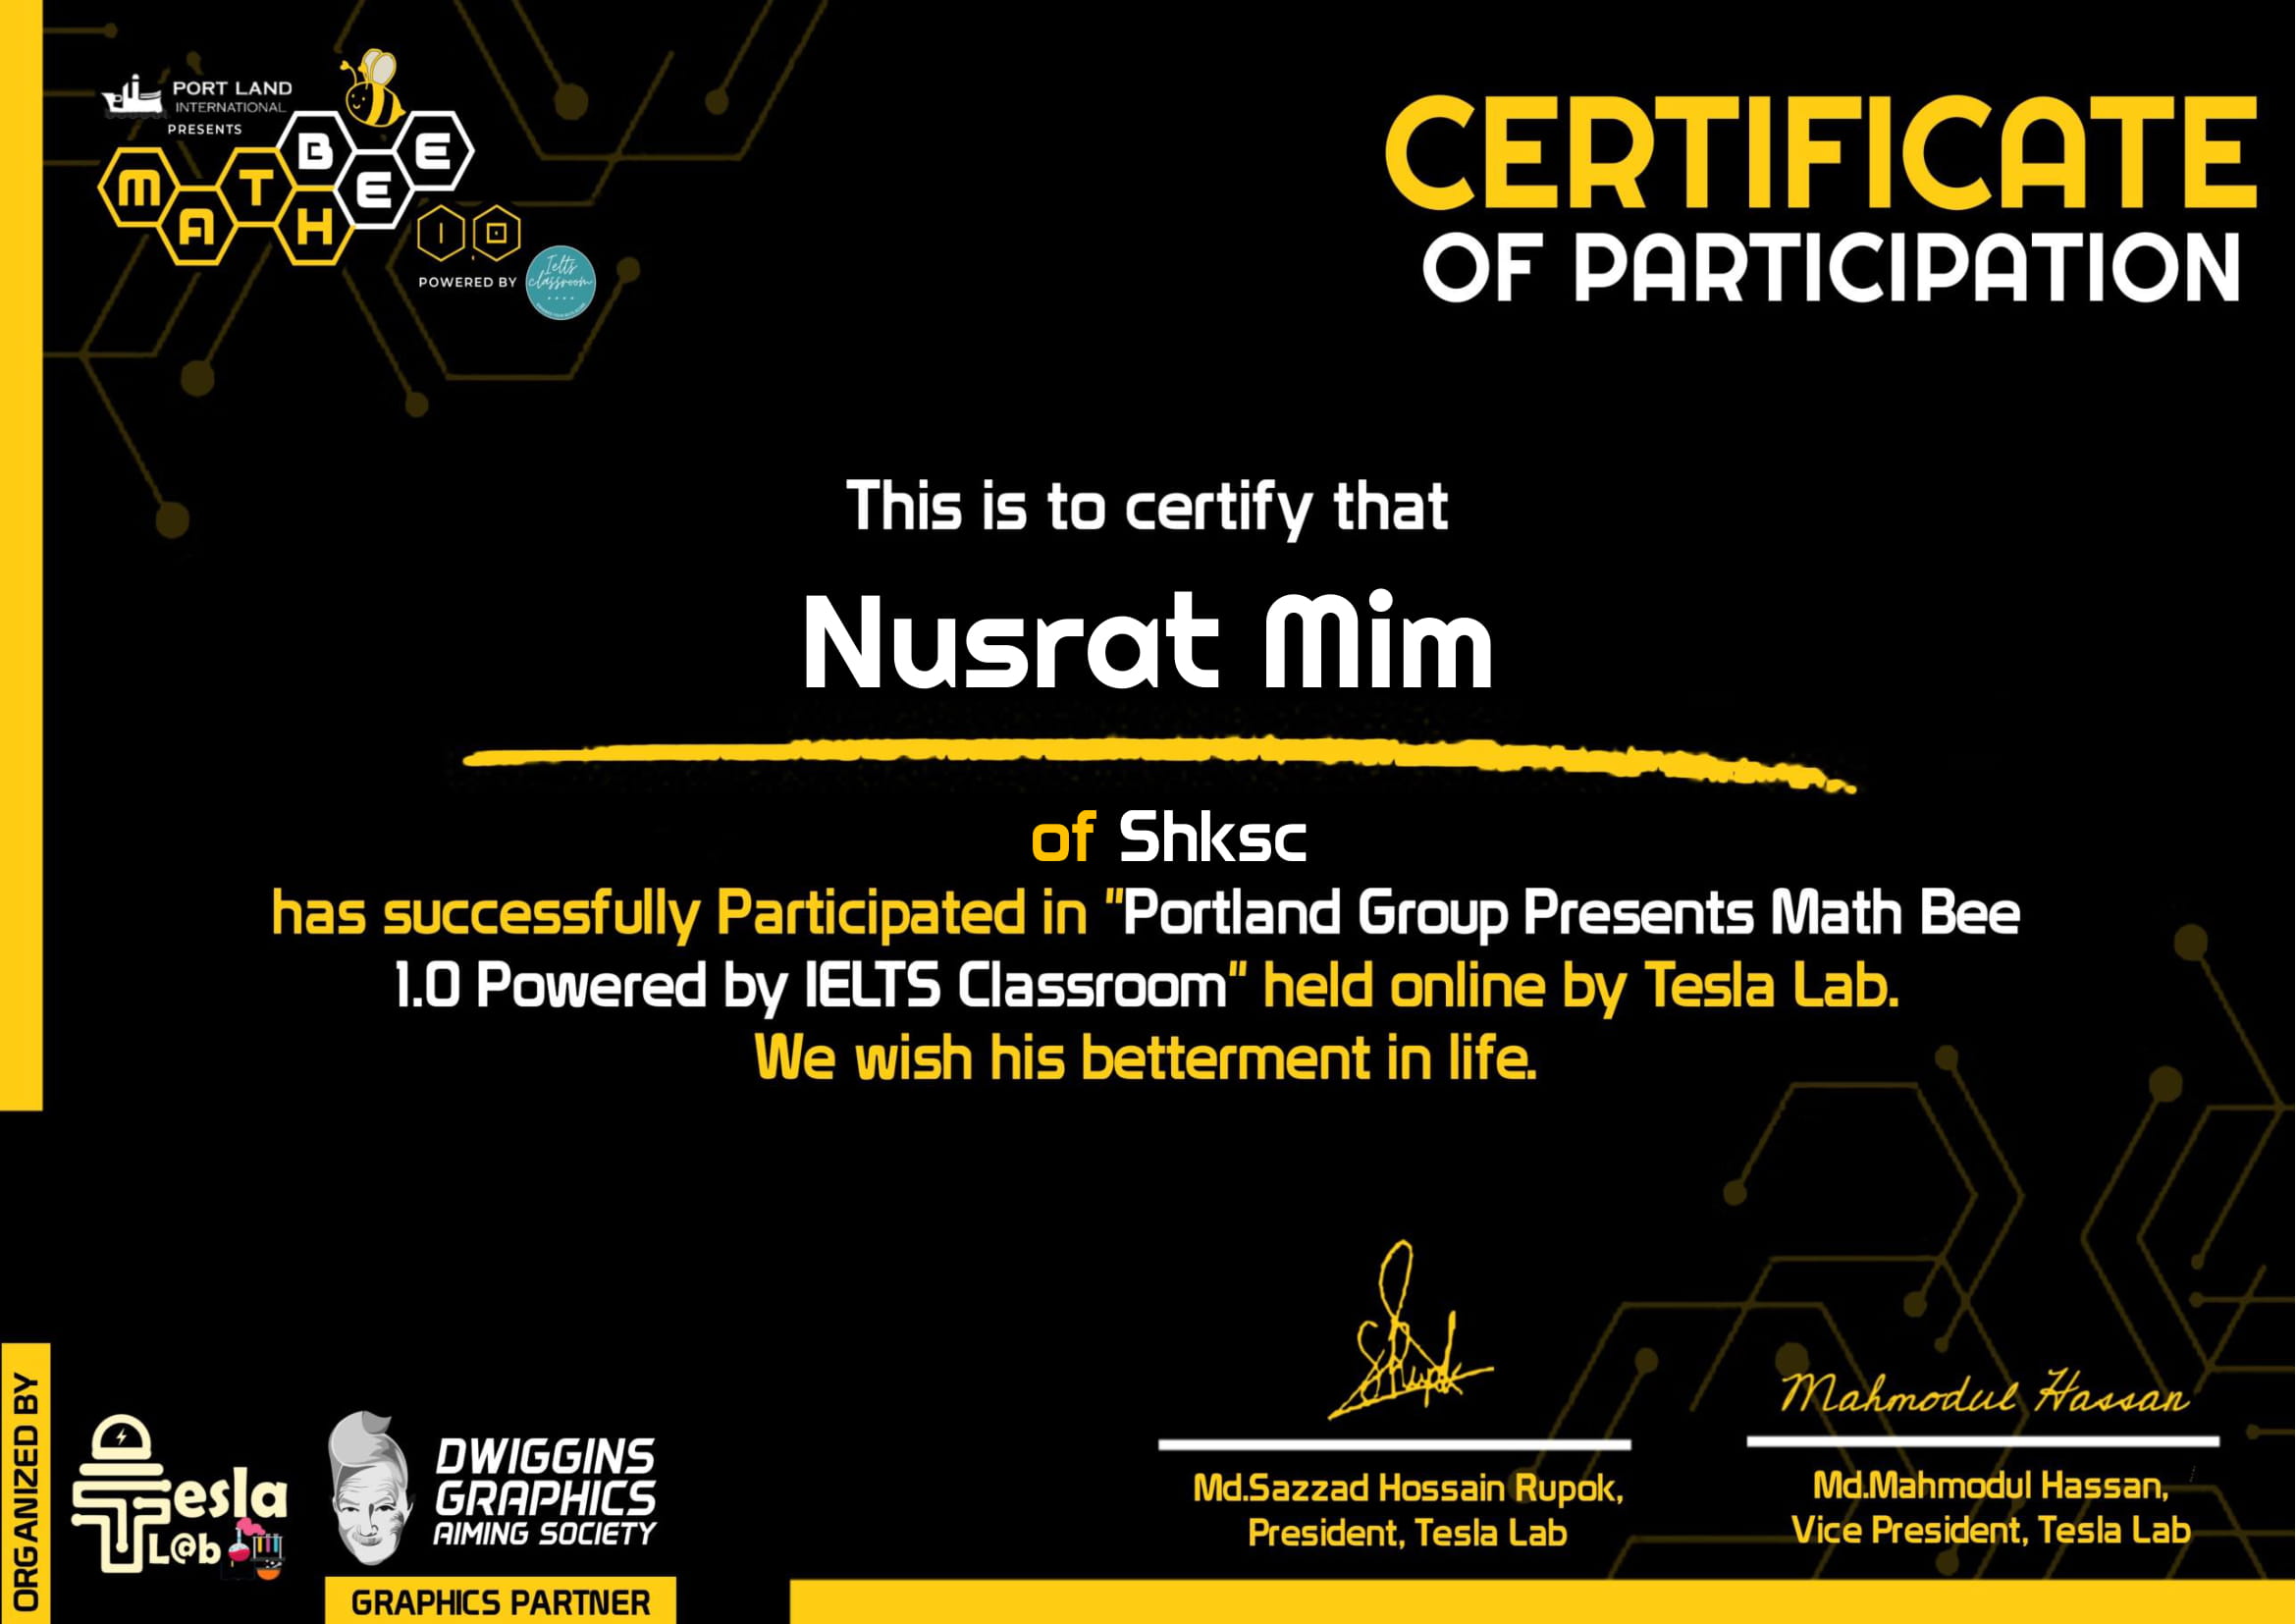 PORT LAND
INTERNATIONAL
PRESENTS
MATH BEE
1.0
POWERED BY
Ielts
classroom
CERTIFICATE
OF PARTICIPATION
This is to certify that
Nusrat Mim
of Shksc
has successfully Participated in "Portland Group Presents Math Bee
1.0 Powered by IELTS Classroom" held online by Tesla Lab.
We wish his betterment in life.
ORGANIZED BY
Tesla
L@b
DWIGGINS
GRAPHICS
AIMING SOCIETY
GRAPHICS PARTNER
Rupok
Md.Sazzad Hossain Rupok,
President, Tesla Lab
Mahmodul Hassan
Md.Mahmodul Hassan,
Vice President, Tesla Lab